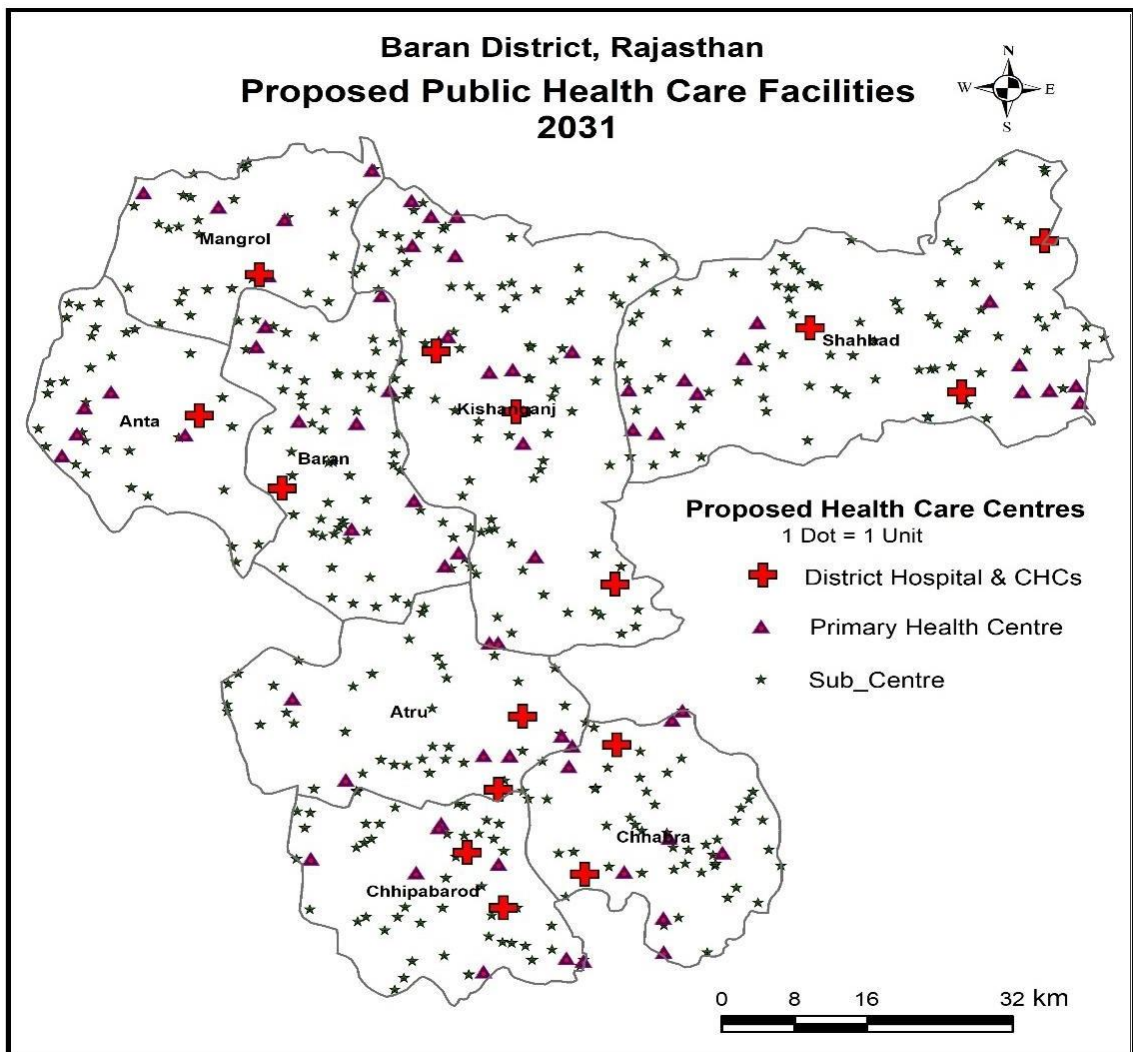 Baran District, Rajasthan
Proposed Public Health Care Facilities
2031
N
W E
S
Mangrol
Shahbad
Anta
Kishanganj
Baran
Proposed Health Care Centres
1 Dot = 1 Unit
District Hospital & CHCs
Primary Health Centre
Sub_Centre
Atru
Chhabra
Chhipabarod
0 8 16 32 km